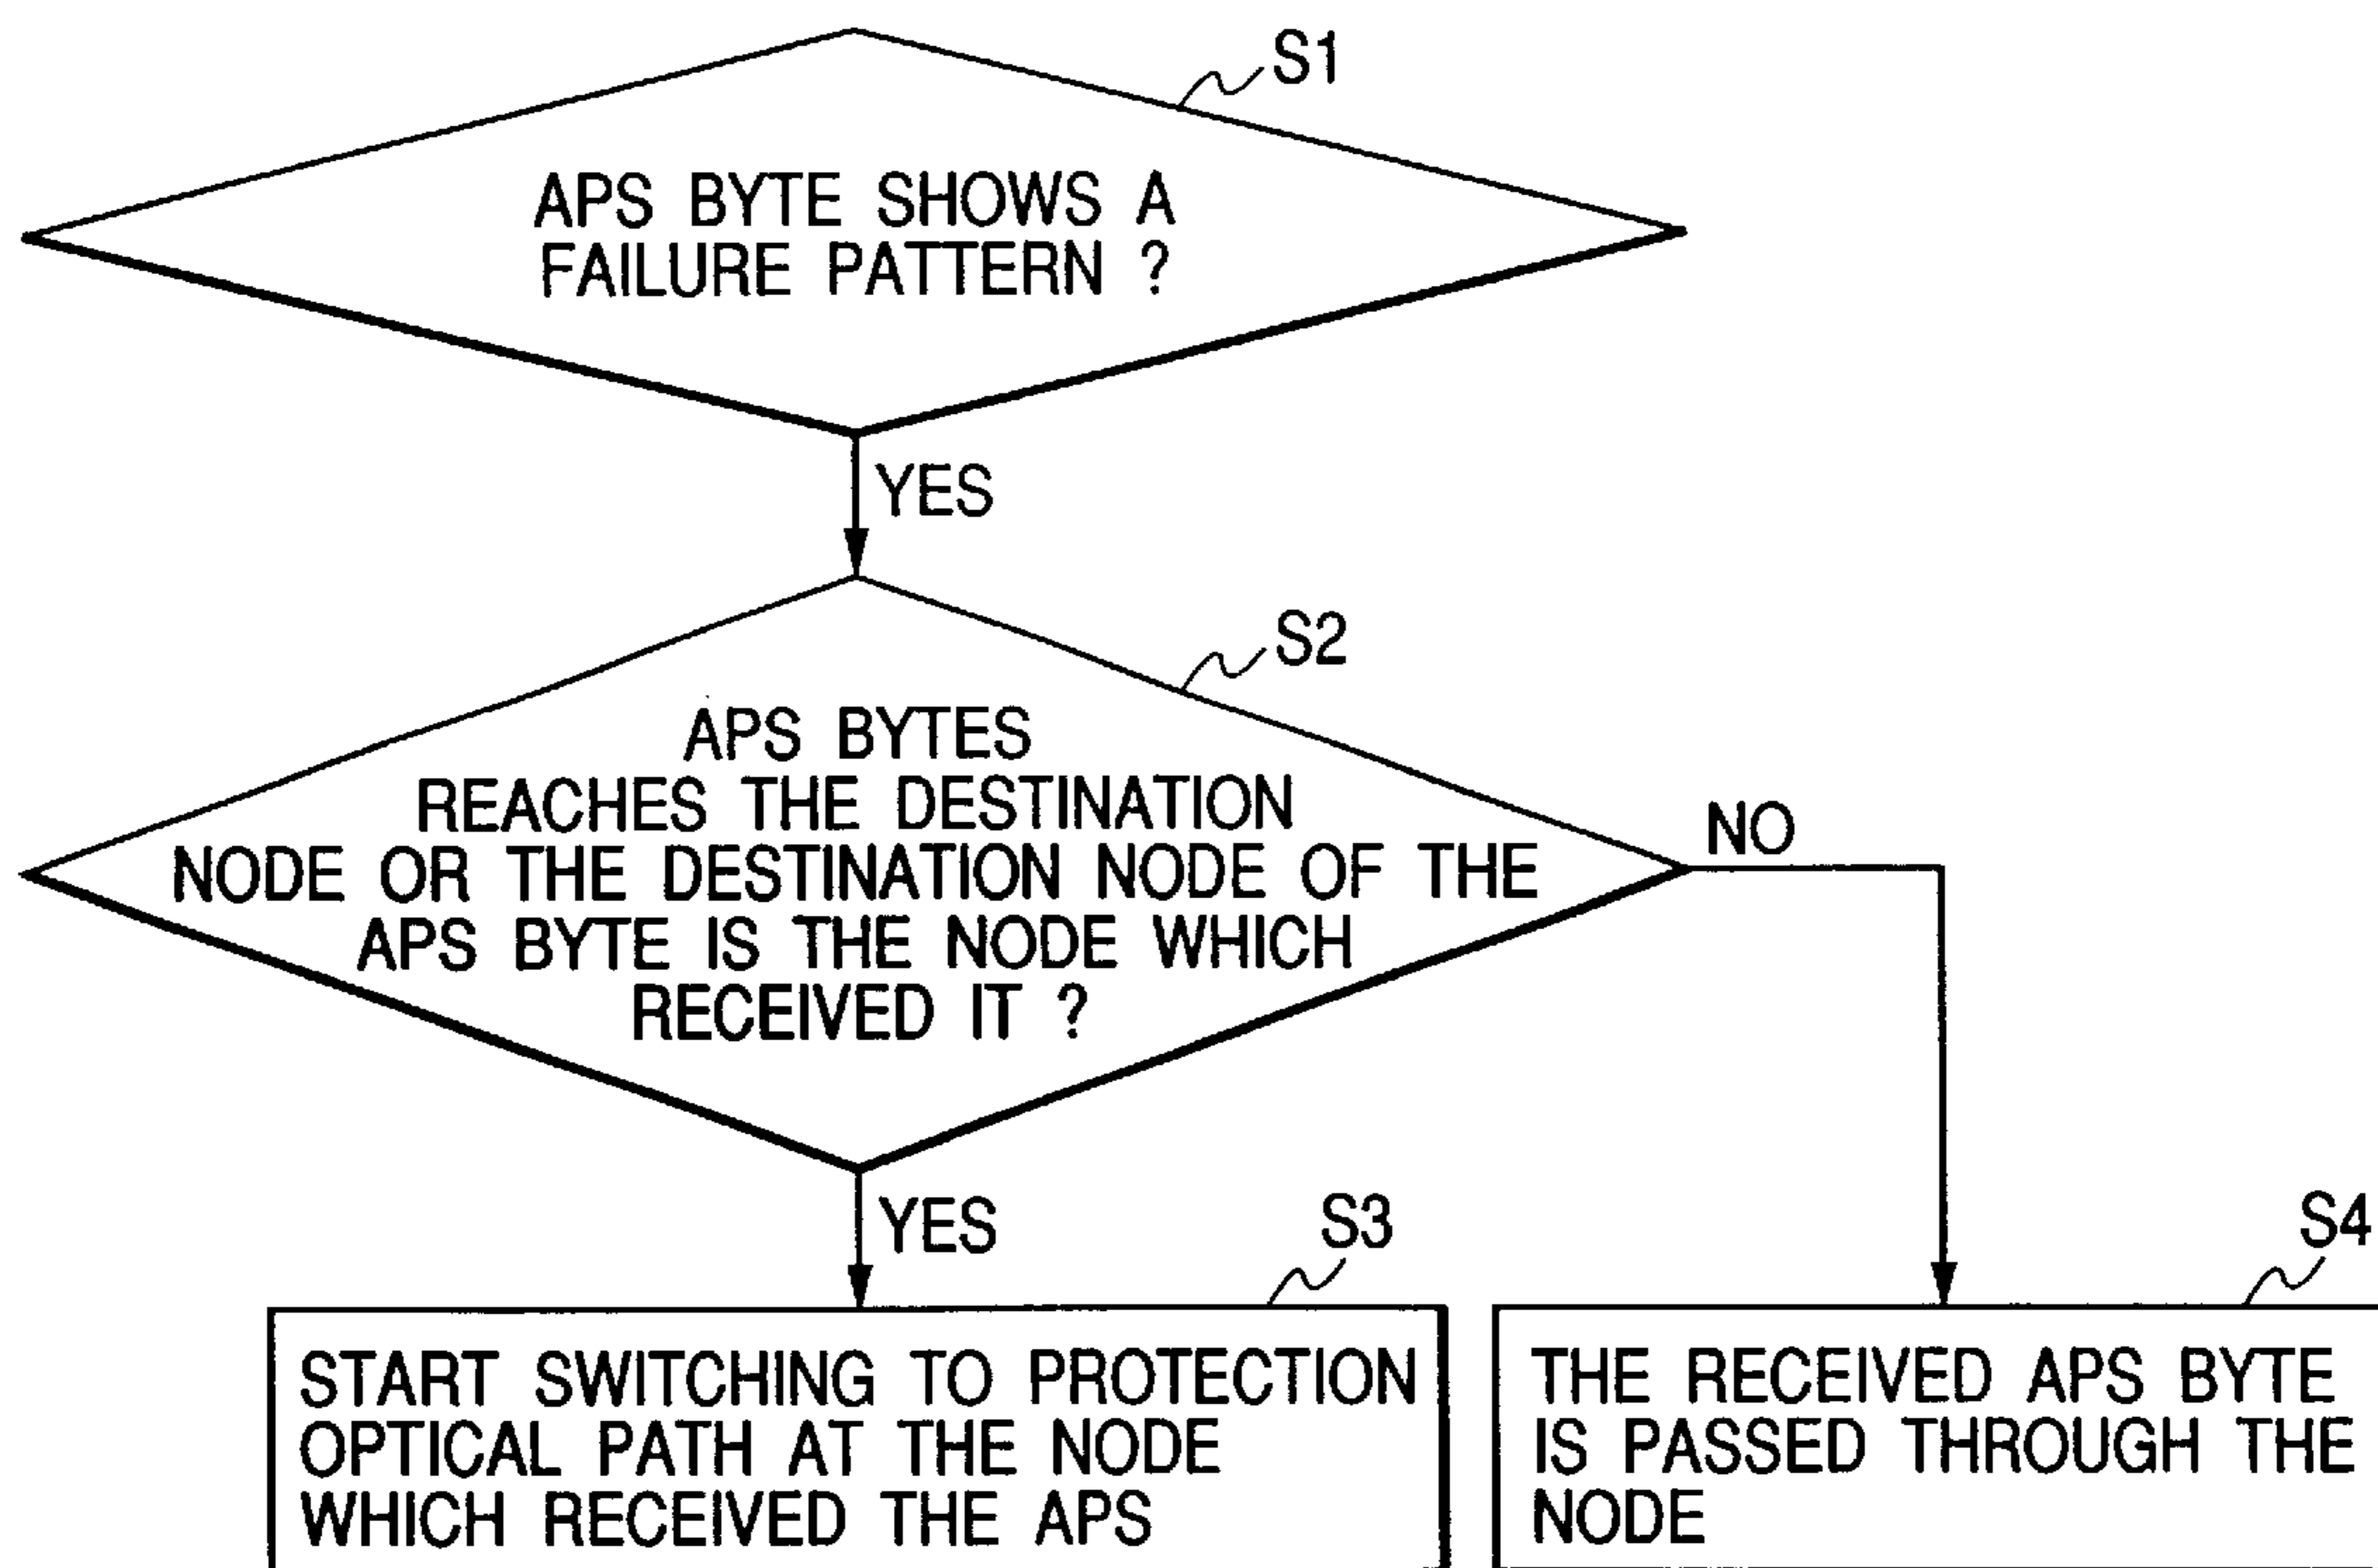 S1
APS BYTE SHOWS A
FAILURE PATTERN ?
YES
S2
APS BYTES
REACHES THE DESTINATION
NODE OR THE DESTINATION NODE OF THE
APS BYTE IS THE NODE WHICH
RECEIVED IT ?
NO
YES
S3
START SWITCHING TO PROTECTION
OPTICAL PATH AT THE NODE
WHICH RECEIVED THE APS
S4
THE RECEIVED APS BYTE
IS PASSED THROUGH THE
NODE